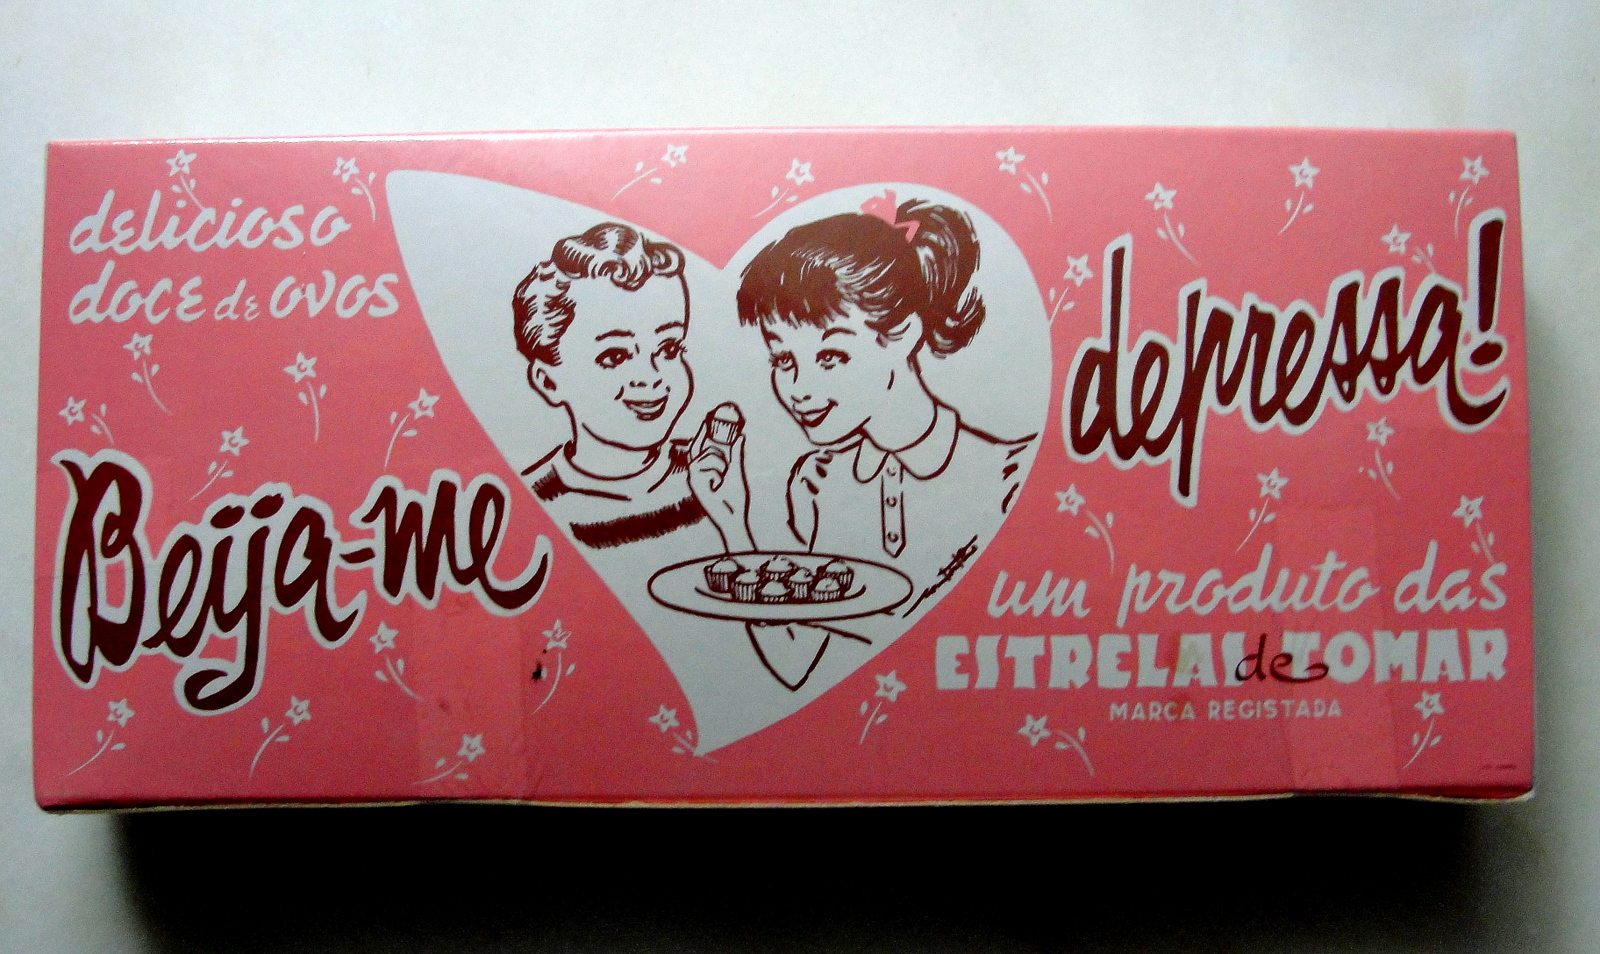 delicioso
doce de ovos
Beija-me
depressa!
um produto das
ESTRELAS de TOMAR
MARCA REGISTADA